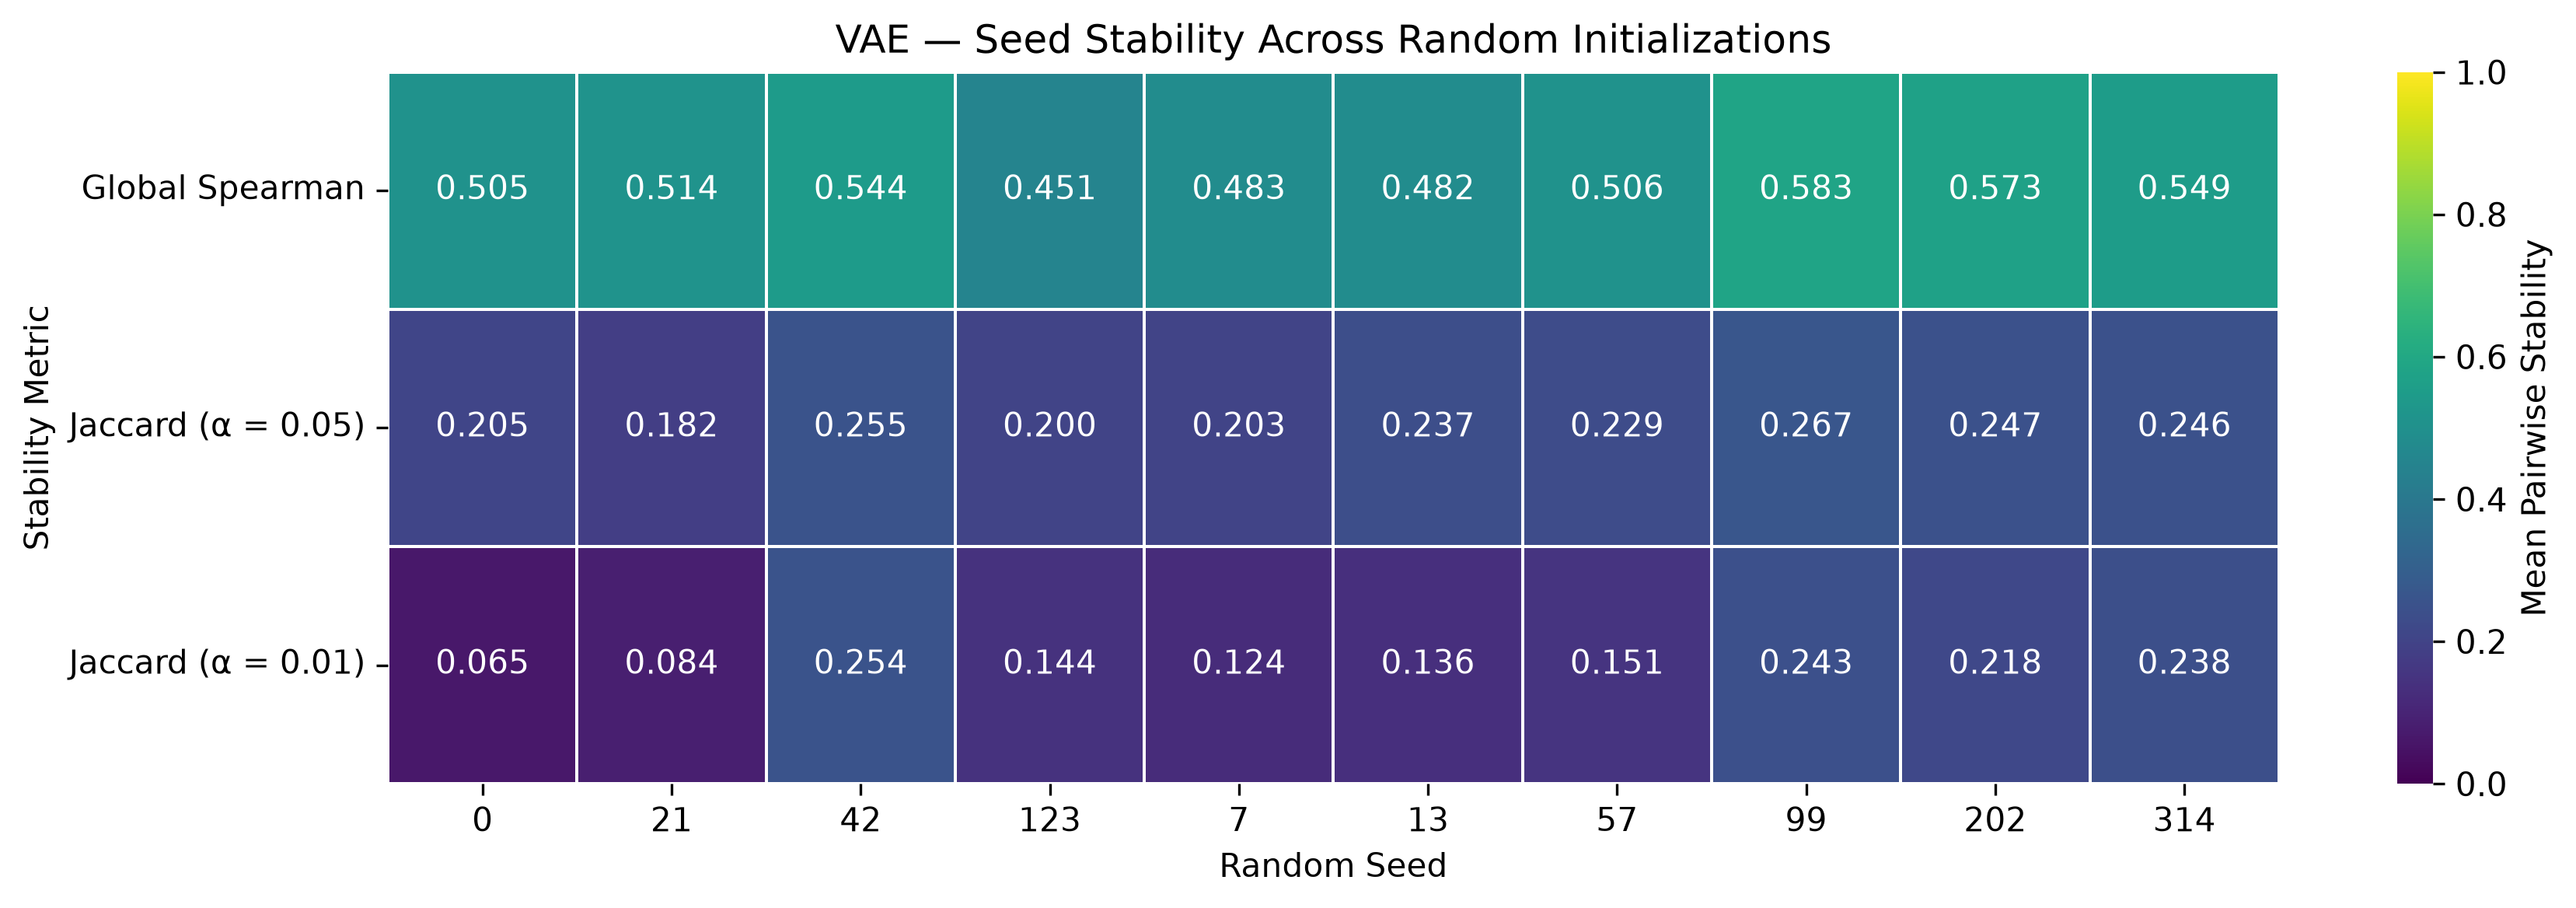 VAE — Seed Stability Across Random Initializations
Stability Metric
Global Spearman
0.505 0.514 0.544 0.451 0.483 0.482 0.506 0.583 0.573 0.549
Jaccard (α = 0.05)
0.205 0.182 0.255 0.200 0.203 0.237 0.229 0.267 0.247 0.246
Jaccard (α = 0.01)
0.065 0.084 0.254 0.144 0.124 0.136 0.151 0.243 0.218 0.238
0 21 42 123 7 13 57 99 202 314
Random Seed
1.0
0.8
0.6
0.4
0.2
0.0
Mean Pairwise Stability